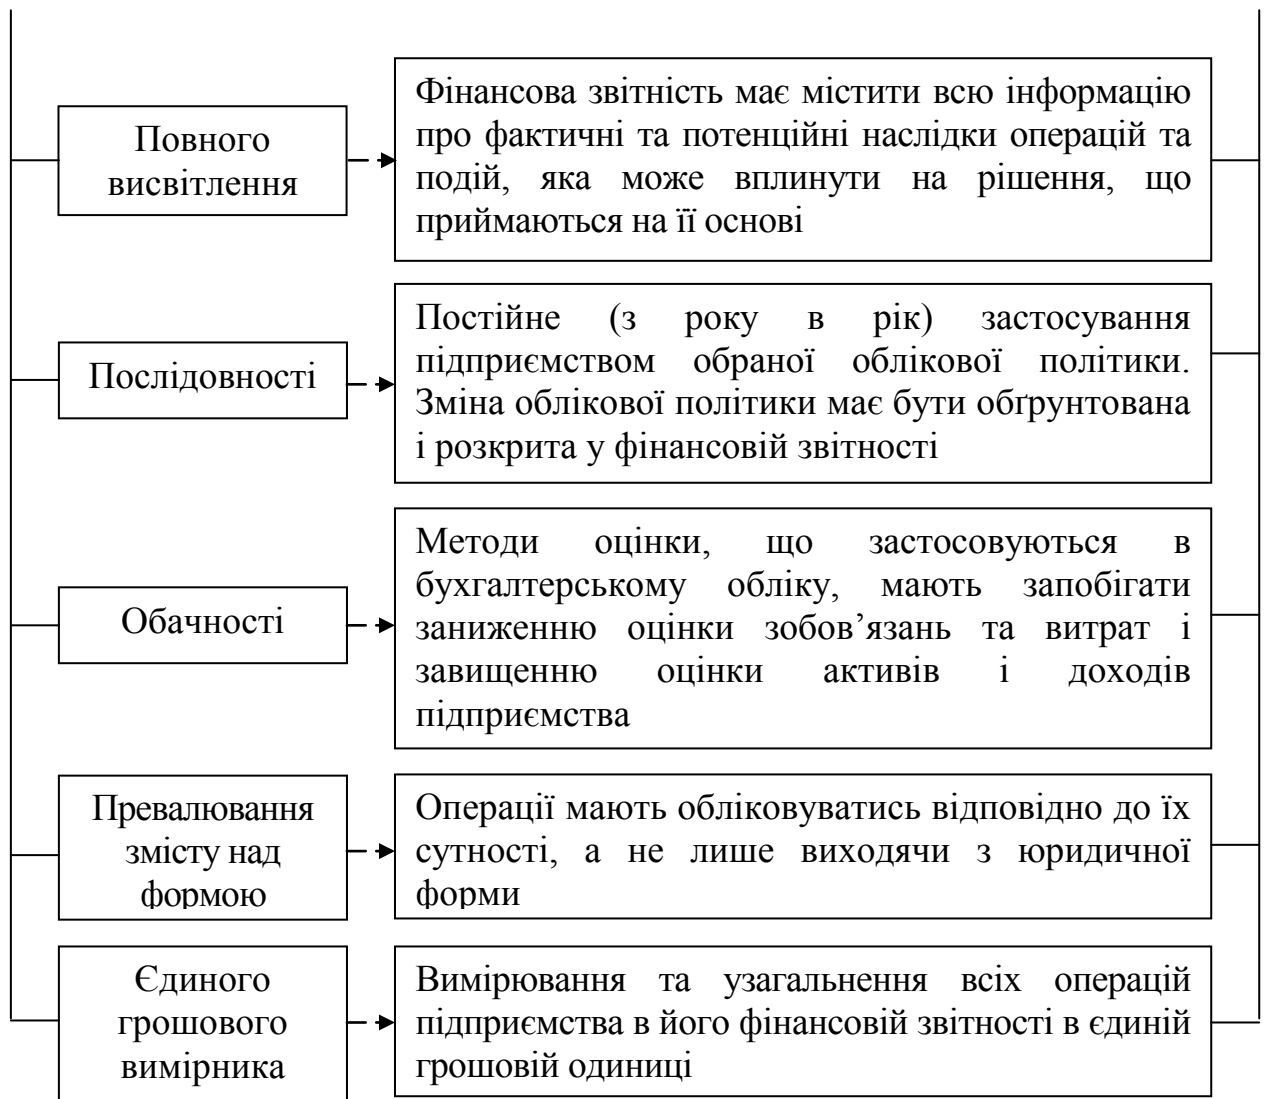 Повного
висвітлення
Фінансова звітність має містити всю інформацію
про фактичні та потенційні наслідки операцій та
подій, яка може вплинути на рішення, що
приймаються на її основі
Послідовності
Постійне (з року в рік) застосування
підприємством обраної облікової політики.
Зміна облікової політики має бути обґрунтована
і розкрита у фінансовій звітності
Обачності
Методи оцінки, що застосовуються в
бухгалтерському обліку, мають запобігати
заниженню оцінки зобов’язань та витрат і
завищенню оцінки активів і доходів
підприємства
Превалювання
змісту над
формою
Операції мають обліковуватись відповідно до їх
сутності, а не лише виходячи з юридичної
форми
Єдиного
грошового
вимірника
Вимірювання та узагальнення всіх операцій
підприємства в його фінансовій звітності в єдиній
грошовій одиниці